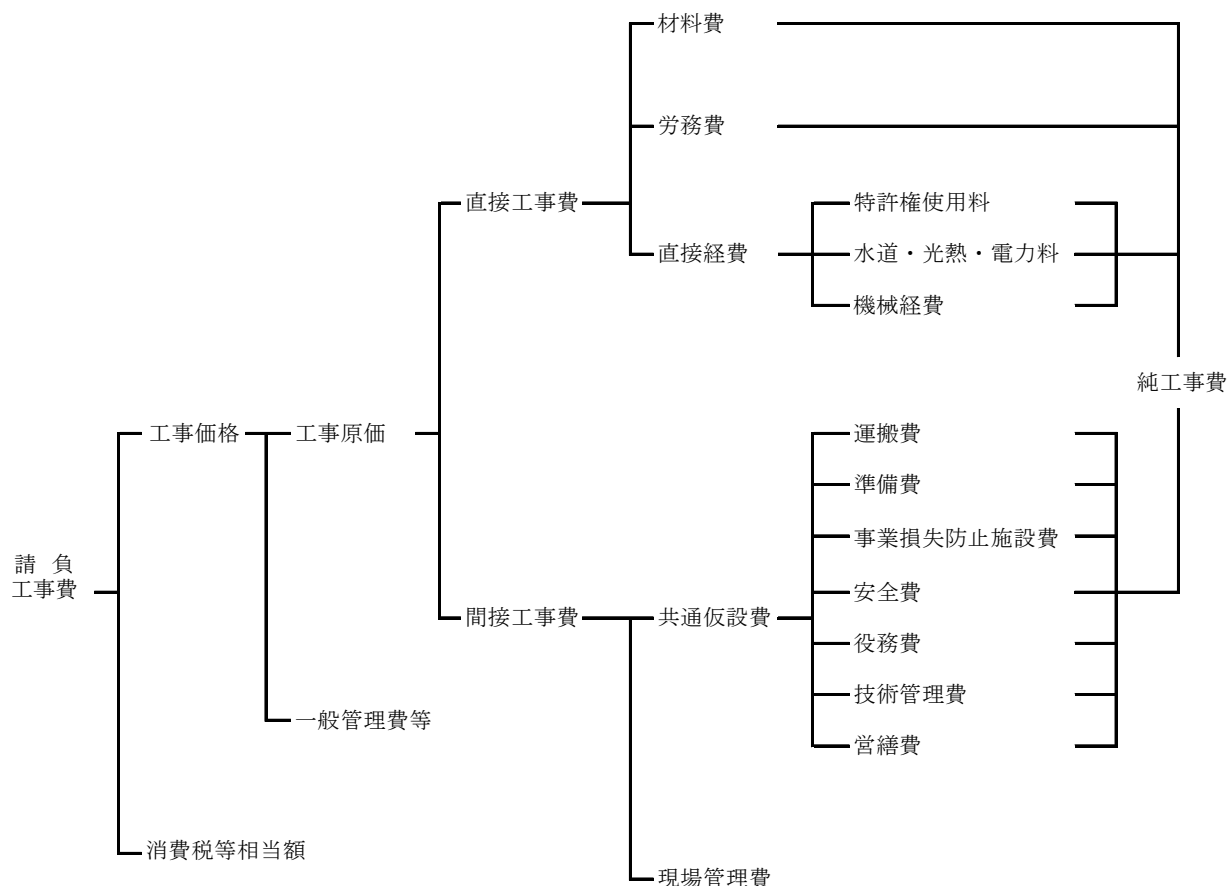 材料費
労務費
直接工事費
特許権使用料
直接経費
水道・光熱・電力料
機械経費
純工事費
工事価格
工事原価
運搬費
準備費
事業損失防止施設費
請 負
工事費
安全費
間接工事費
共通仮設費
役務費
技術管理費
一般管理費等
営繕費
消費税等相当額
現場管理費